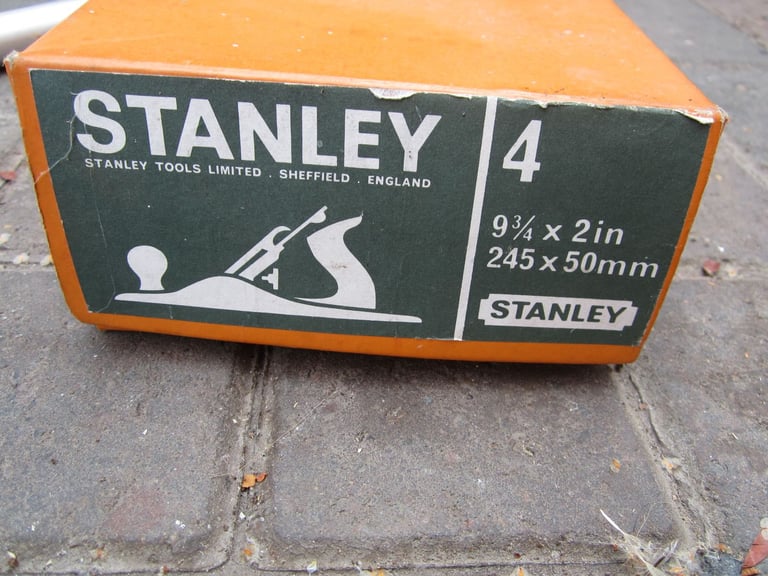 STANLEY
STANLEY TOOLS LIMITED . SHEFFIELD . ENGLAND
4
9¾ x 2in
245 x 50mm
STANLEY